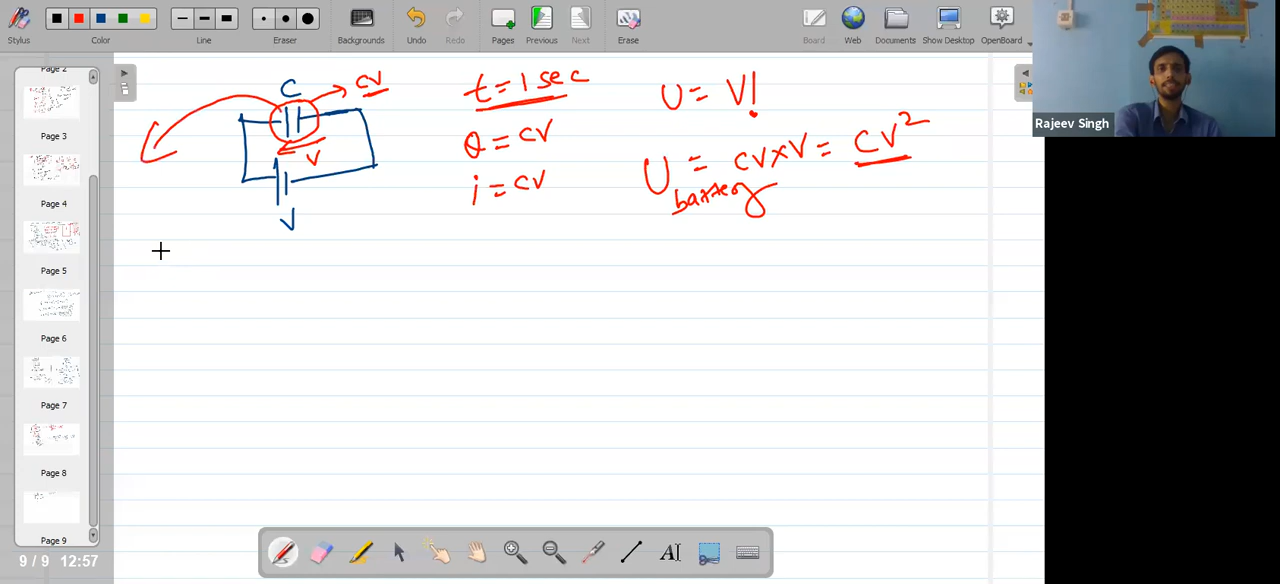 Stylus
Color
Line
Eraser
Backgrounds
Undo
Redo
Pages
Previous
Next
Erase
Board
Web
Documents
Show Desktop
OpenBoard
Rajeev Singh
Page 2
Page 3
Page 4
Page 5
Page 6
Page 7
Page 8
Page 9
9 / 9 12:57
C
CV
V
V
t = 1 sec
Q = CV
i = CV
U = Vi
U battery = CV×V = CV²
AI